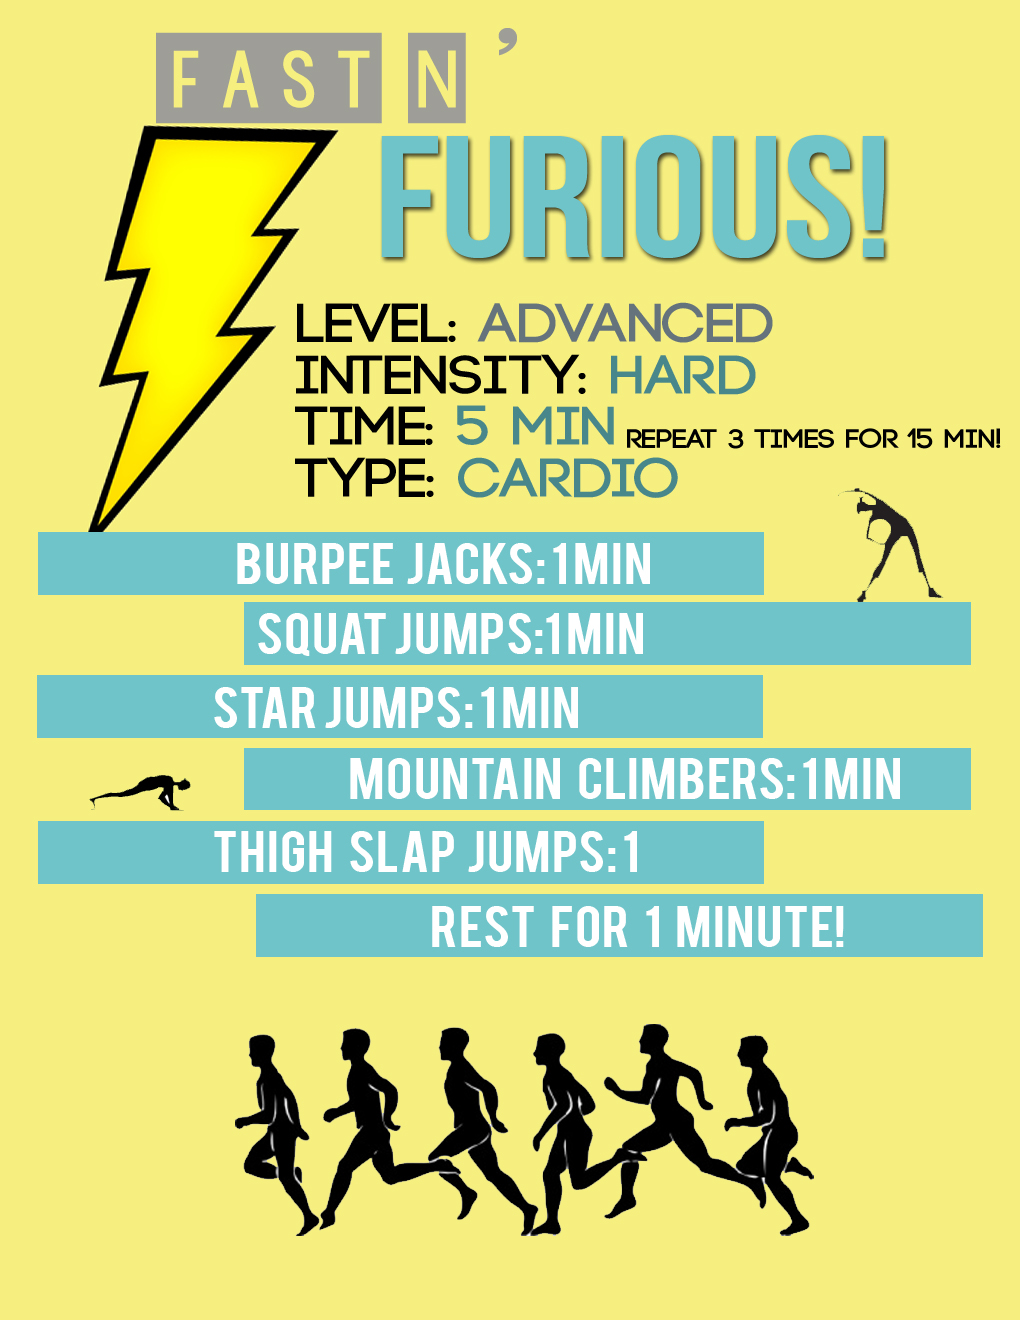 FAST N'
FURIOUS!
LEVEL: ADVANCED
INTENSITY: HARD
TIME: 5 MIN REPEAT 3 TIMES FOR 15 MIN!
TYPE: CARDIO
BURPEE JACKS:1MIN
SQUAT JUMPS:1MIN
STAR JUMPS:1MIN
MOUNTAIN CLIMBERS:1MIN
THIGH SLAP JUMPS:1
REST FOR 1 MINUTE!